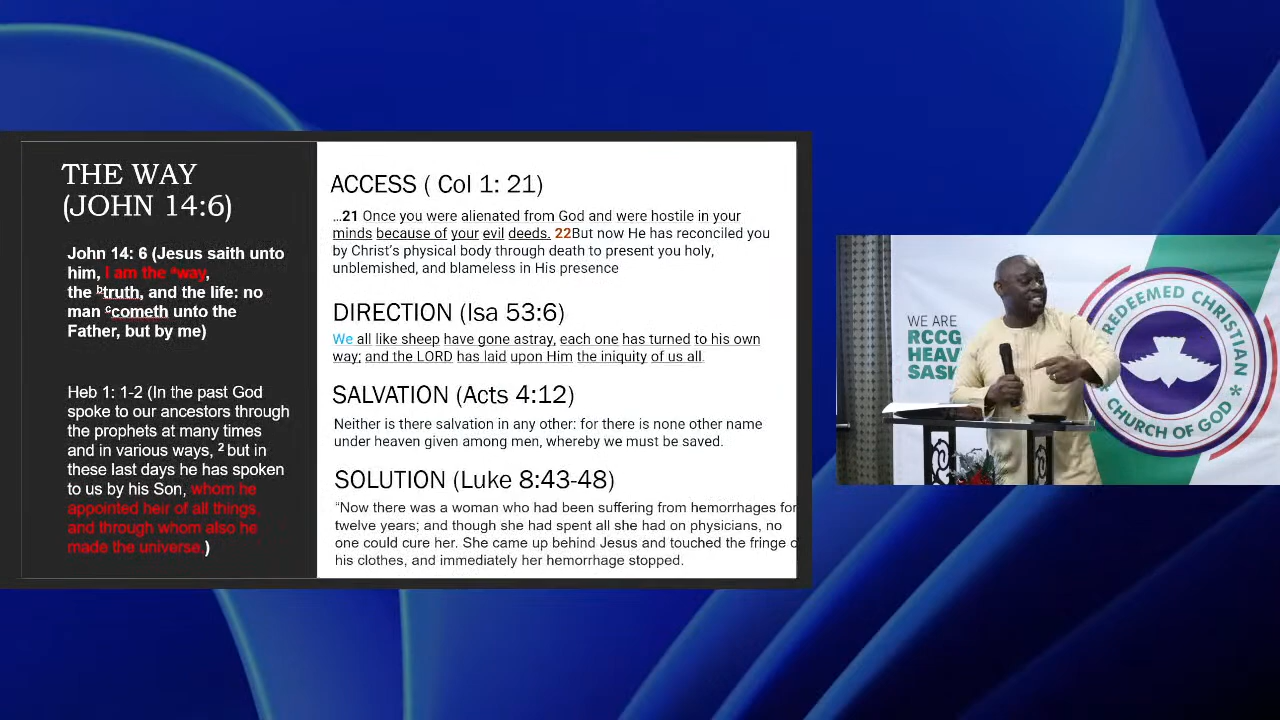 THE WAY
(JOHN 14:6)
John 14: 6 (Jesus saith unto
him, I am the ᵃway,
the ᵇtruth, and the life: no
man ᶜcometh unto the
Father, but by me)
Heb 1: 1-2 (In the past God
spoke to our ancestors through
the prophets at many times
and in various ways, ² but in
these last days he has spoken
to us by his Son, whom he
appointed heir of all things,
and through whom also he
made the universe.)
ACCESS ( Col 1: 21)
…21 Once you were alienated from God and were hostile in your
minds because of your evil deeds. 22But now He has reconciled you
by Christ's physical body through death to present you holy,
unblemished, and blameless in His presence
DIRECTION (Isa 53:6)
We all like sheep have gone astray, each one has turned to his own
way; and the LORD has laid upon Him the iniquity of us all.
SALVATION (Acts 4:12)
Neither is there salvation in any other: for there is none other name
under heaven given among men, whereby we must be saved.
SOLUTION (Luke 8:43-48)
“Now there was a woman who had been suffering from hemorrhages for
twelve years; and though she had spent all she had on physicians, no
one could cure her. She came up behind Jesus and touched the fringe o
his clothes, and immediately her hemorrhage stopped.
WE ARE
RCCG
HEAV
SASK
REDEEMED CHRISTIAN
CHURCH OF GOD